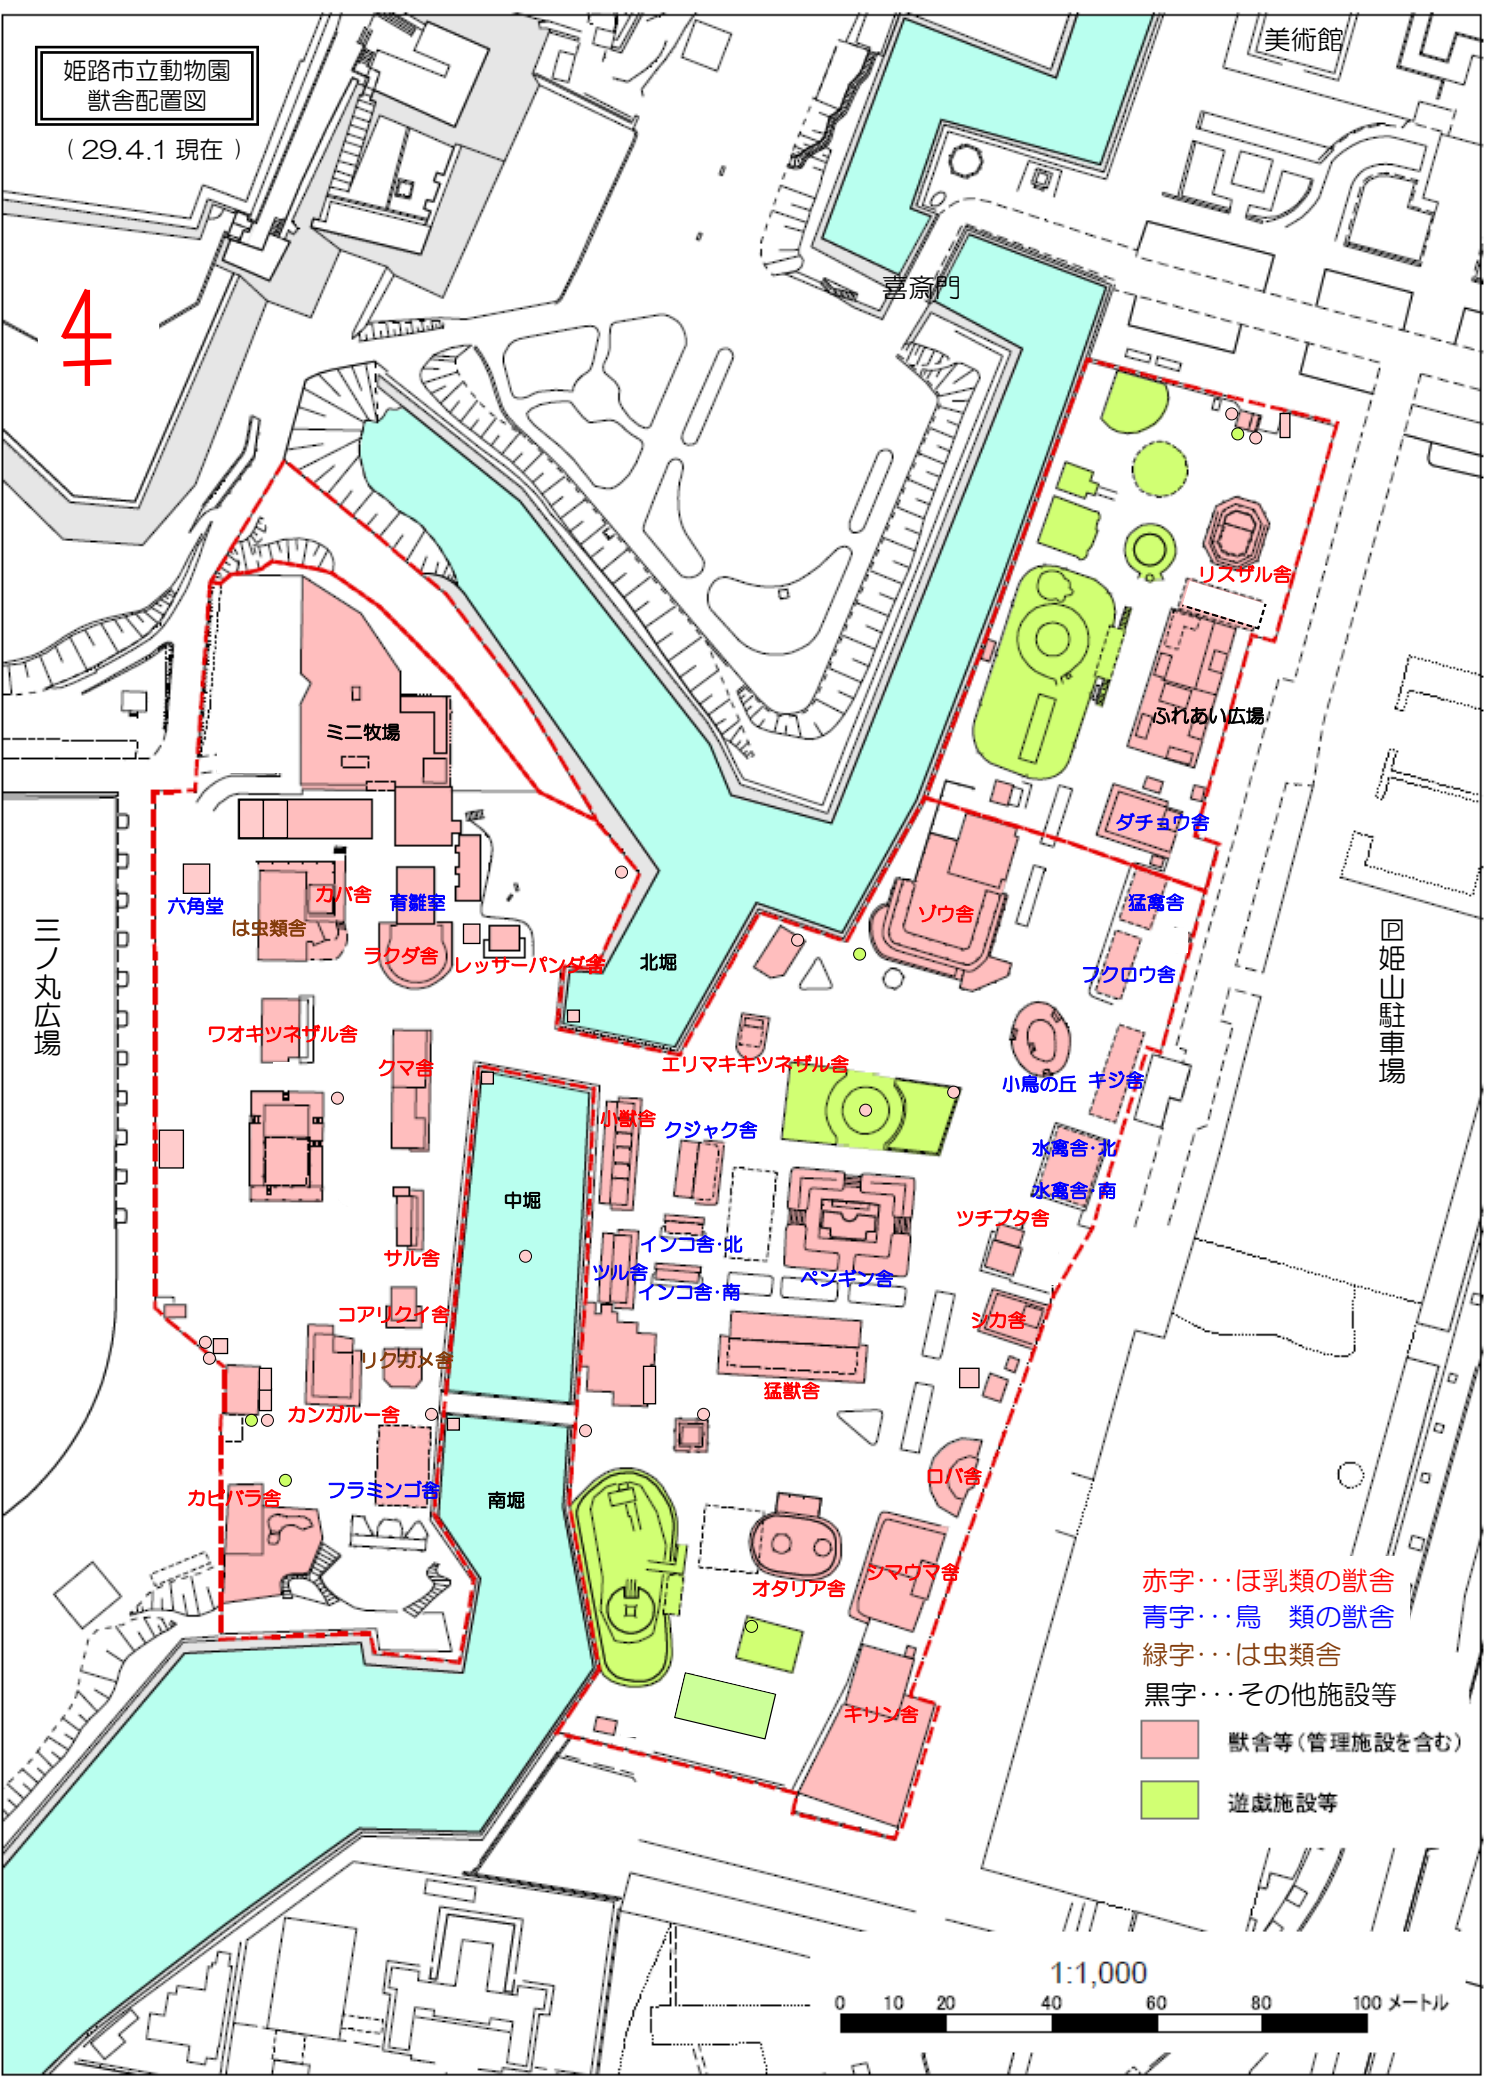 姫路市立動物園
獣舎配置図
(29.4.1 現在)
美術館
喜斎門
リスザル舎
ふれあい広場
ミニ牧場
ダチョウ舎
カバ舎
育雛室
六角堂
は虫類舎
ゾウ舎
猛禽舎
ラクダ舎
レッサーパンダ舎
北堀
フクロウ舎
三ノ丸広場
P姫山駐車場
ワオキツネザル舎
クマ舎
エリマキキツネザル舎
小鳥の丘
キジ舎
小獣舎
クジャク舎
水禽舎・北
中堀
水禽舎・南
ツチブタ舎
サル舎
インコ舎・北
ツル舎
ペンギン舎
インコ舎・南
コアリクイ舎
シカ舎
リクガメ舎
猛獣舎
カンガルー舎
ロバ舎
カピバラ舎
フラミンゴ舎
南堀
オタリア舎
シマウマ舎
キリン舎
赤字・・・ほ乳類の獣舎
青字・・・鳥　類の獣舎
緑字・・・は虫類舎
黒字・・・その他施設等
獣舎等(管理施設を含む)
遊戯施設等
1:1,000
0 10 20 40 60 80 100 メートル